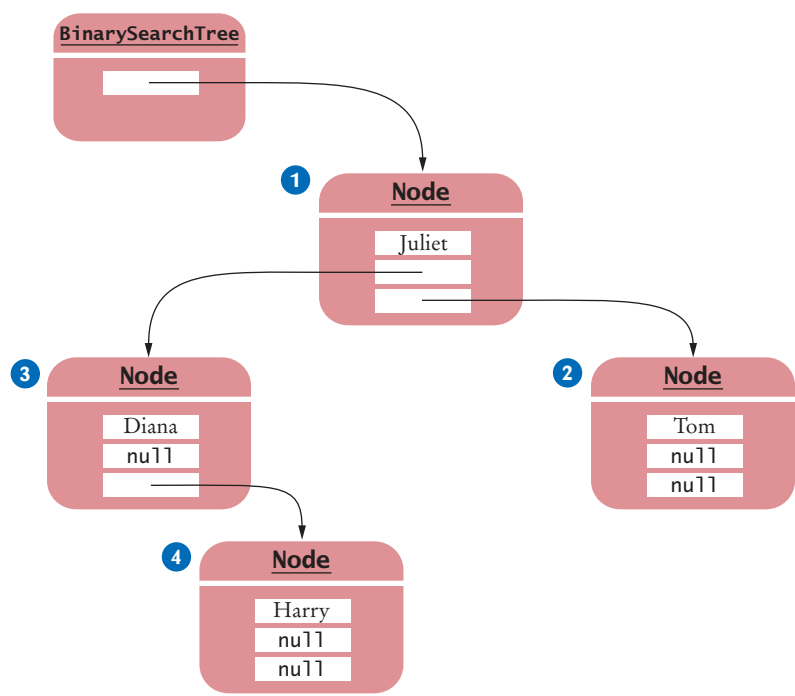 BinarySearchTree
1
Node
Juliet
3
Node
Diana
null
2
Node
Tom
null
null
4
Node
Harry
null
null